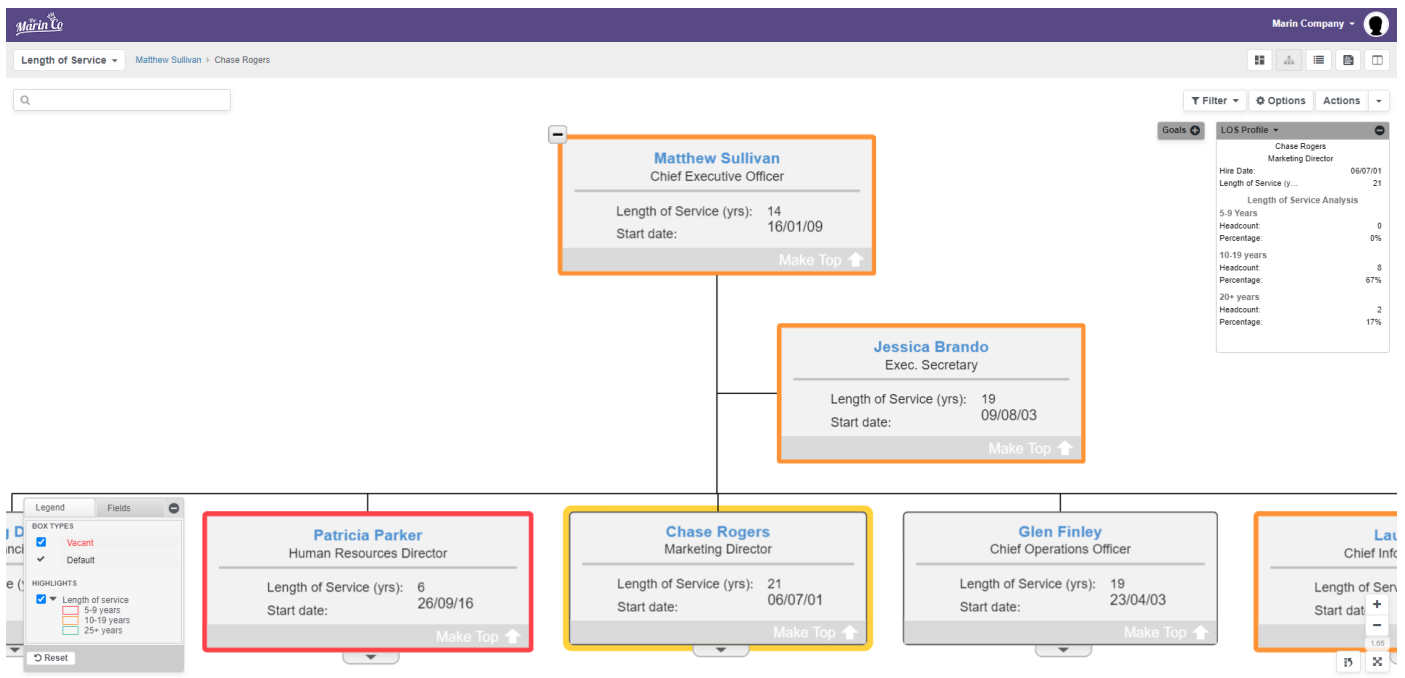 The
Marin Co
Marin Company
Length of Service
Matthew Sullivan › Chase Rogers
Filter
Options
Actions
Goals
LOS Profile
Chase Rogers
Marketing Director
Hire Date: 06/07/01
Length of Service (y... 21
Length of Service Analysis
5-9 Years
Headcount: 0
Percentage: 0%
10-19 years
Headcount: 8
Percentage: 67%
20+ years
Headcount: 2
Percentage: 17%
Matthew Sullivan
Chief Executive Officer
Length of Service (yrs): 14
Start date: 16/01/09
Make Top
Jessica Brando
Exec. Secretary
Length of Service (yrs): 19
Start date: 09/08/03
Make Top
Legend Fields
BOX TYPES
Vacant
Default
HIGHLIGHTS
Length of service
5-9 years
10-19 years
25+ years
Reset
Patricia Parker
Human Resources Director
Length of Service (yrs): 6
Start date: 26/09/16
Make Top
Chase Rogers
Marketing Director
Length of Service (yrs): 21
Start date: 06/07/01
Make Top
Glen Finley
Chief Operations Officer
Length of Service (yrs): 19
Start date: 23/04/03
Make Top
Lau
Chief Info
Length of Serv
Start dat
1.65